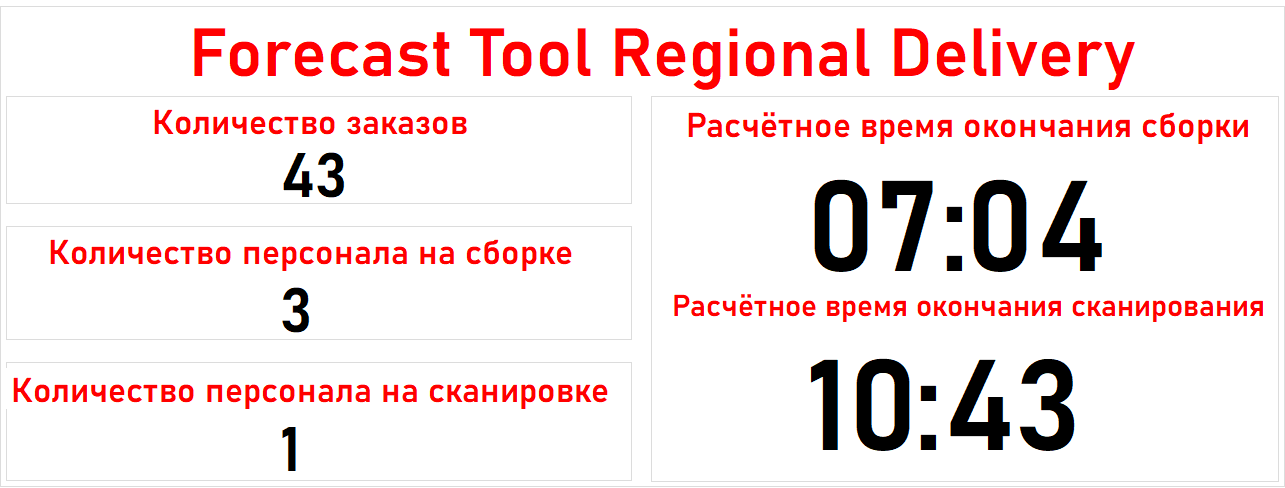 Forecast Tool Regional Delivery
Количество заказов
43
Количество персонала на сборке
3
Количество персонала на сканировке
1
Расчётное время окончания сборки
07:04
Расчётное время окончания сканирования
10:43